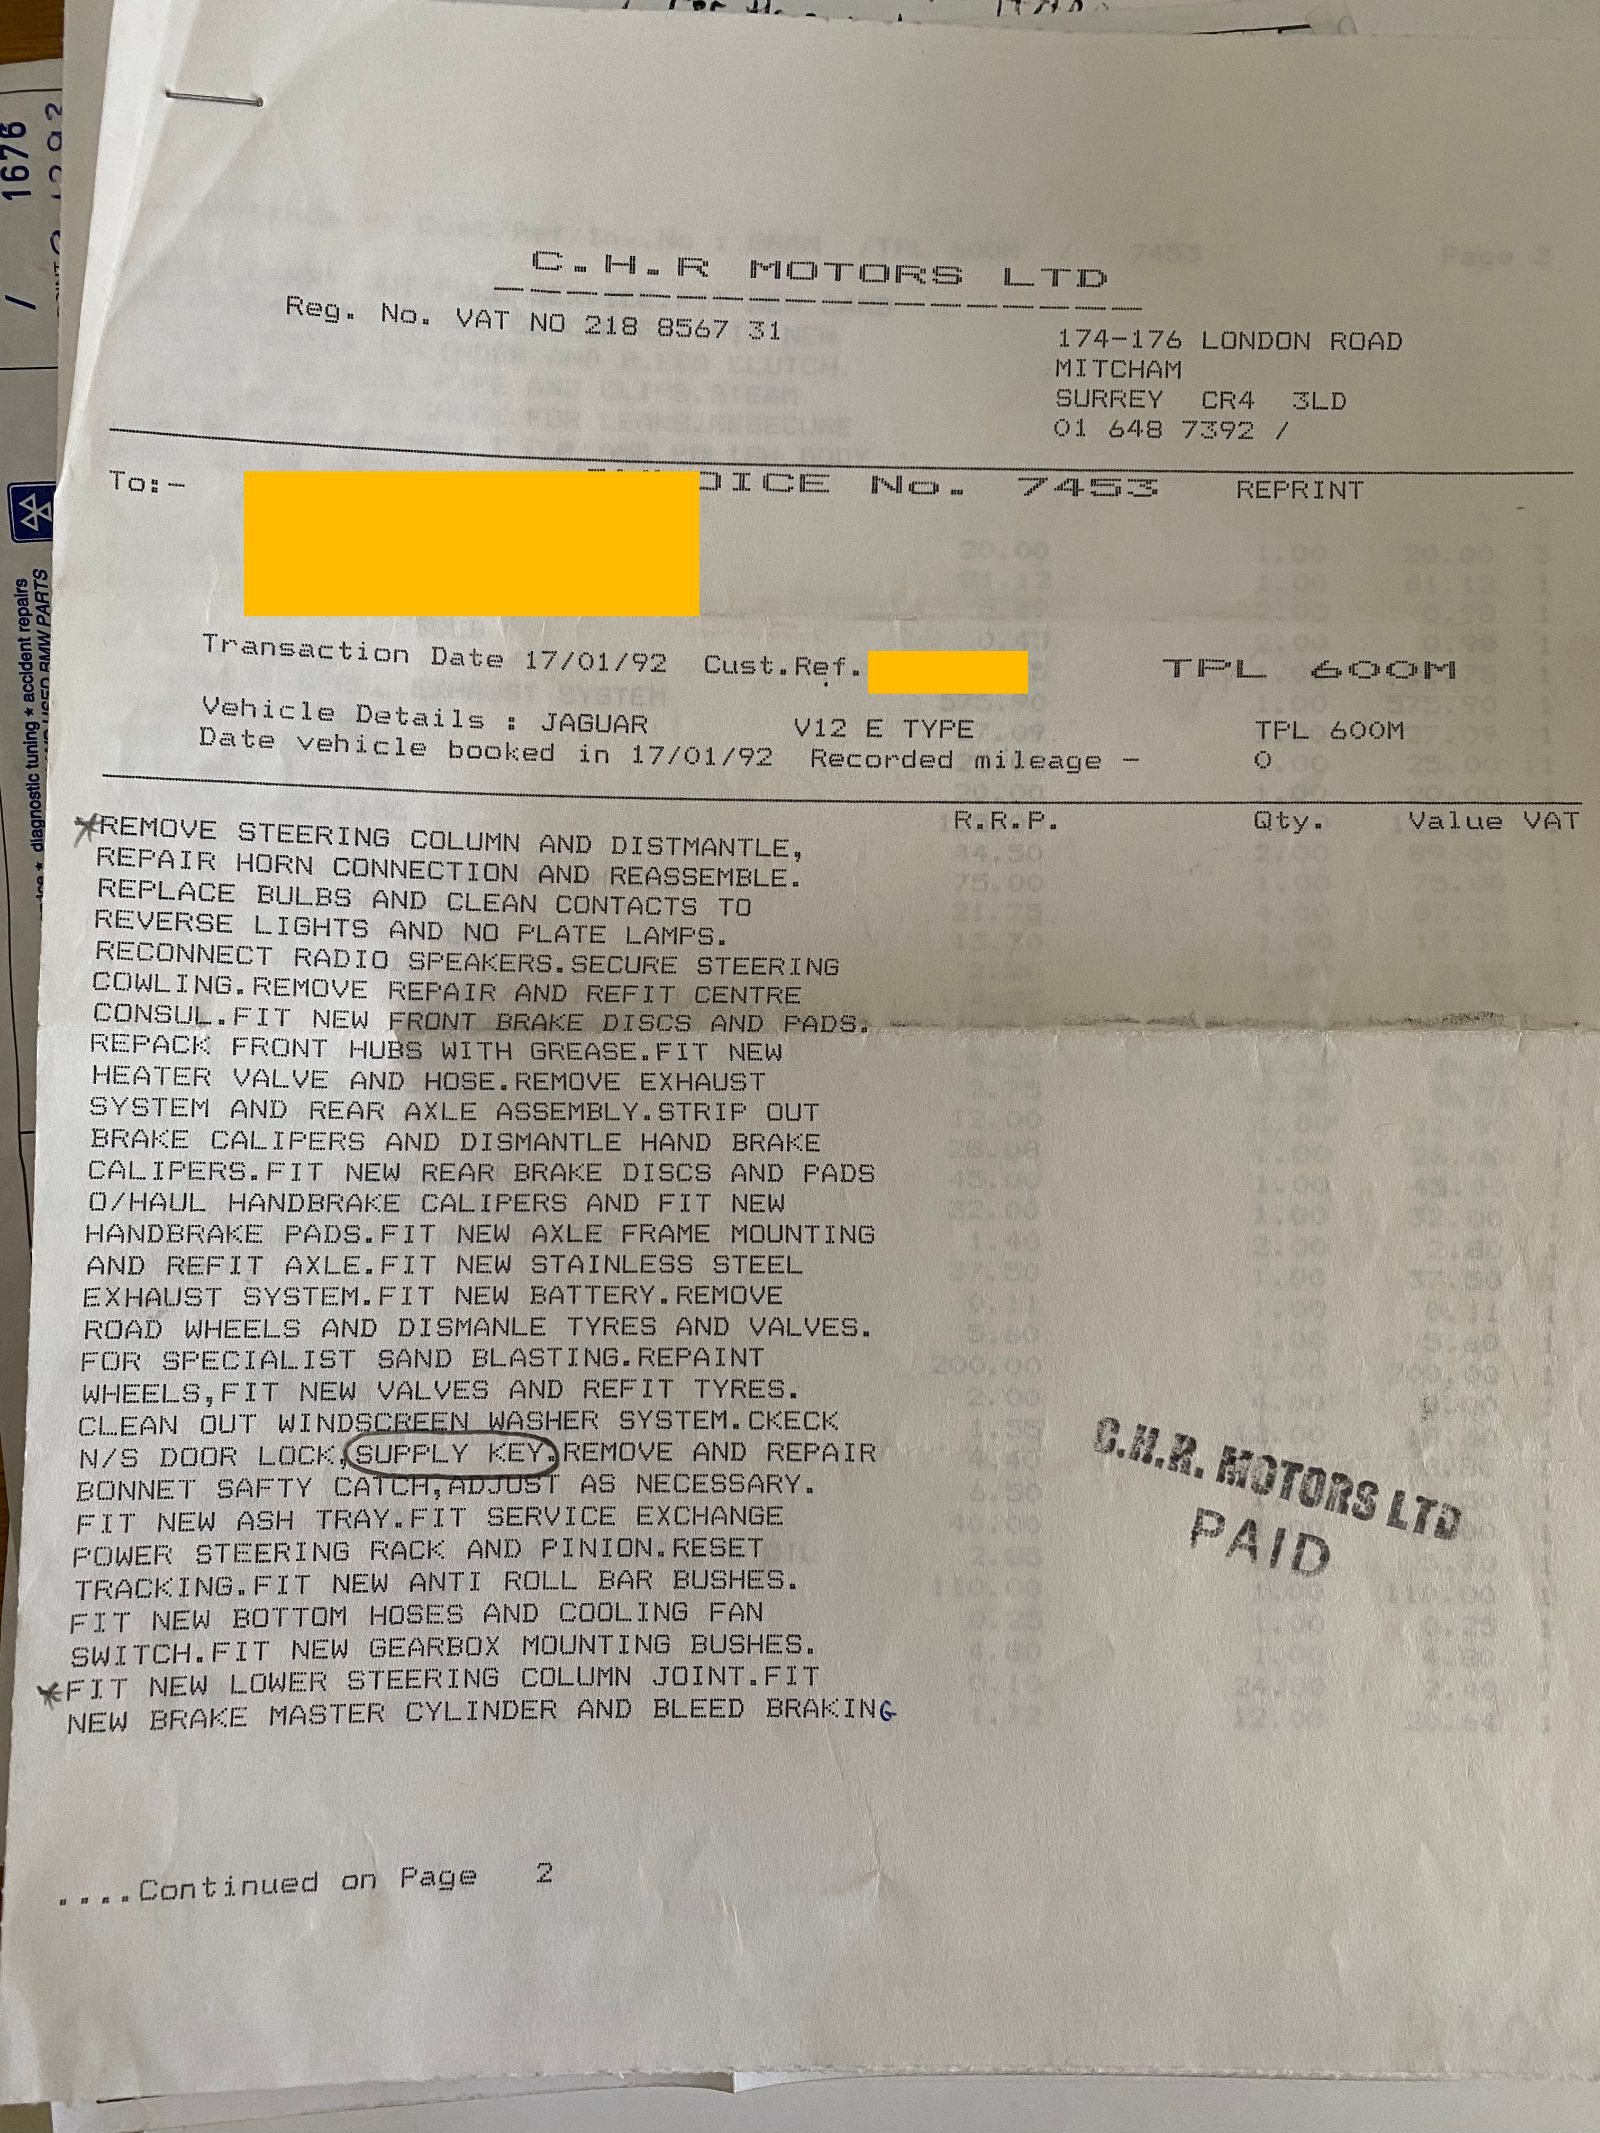 1676
diagnostic tuning ★ accident repairs
USED BMW PARTS
C.H.R MOTORS LTD
Reg. No. VAT NO 218 8567 31
174-176 LONDON ROAD
MITCHAM
SURREY CR4 3LD
01 648 7392 /
To:- No. 7453 REPRINT
Transaction Date 17/01/92 Cust.Ref. TPL 600M
Vehicle Details : JAGUAR V12 E TYPE TPL 600M
Date vehicle booked in 17/01/92 Recorded mileage - 0
R.R.P. Qty. Value VAT
*REMOVE STEERING COLUMN AND DISTMANTLE,
REPAIR HORN CONNECTION AND REASSEMBLE.
REPLACE BULBS AND CLEAN CONTACTS TO
REVERSE LIGHTS AND NO PLATE LAMPS.
RECONNECT RADIO SPEAKERS.SECURE STEERING
COWLING.REMOVE REPAIR AND REFIT CENTRE
CONSUL.FIT NEW FRONT BRAKE DISCS AND PADS.
REPACK FRONT HUBS WITH GREASE.FIT NEW
HEATER VALVE AND HOSE.REMOVE EXHAUST
SYSTEM AND REAR AXLE ASSEMBLY.STRIP OUT
BRAKE CALIPERS AND DISMANTLE HAND BRAKE
CALIPERS.FIT NEW REAR BRAKE DISCS AND PADS
O/HAUL HANDBRAKE CALIPERS AND FIT NEW
HANDBRAKE PADS.FIT NEW AXLE FRAME MOUNTING
AND REFIT AXLE.FIT NEW STAINLESS STEEL
EXHAUST SYSTEM.FIT NEW BATTERY.REMOVE
ROAD WHEELS AND DISMANLE TYRES AND VALVES.
FOR SPECIALIST SAND BLASTING.REPAINT
WHEELS,FIT NEW VALVES AND REFIT TYRES.
CLEAN OUT WINDSCREEN WASHER SYSTEM.CKECK
N/S DOOR LOCK,SUPPLY KEY.REMOVE AND REPAIR
BONNET SAFTY CATCH,ADJUST AS NECESSARY.
FIT NEW ASH TRAY.FIT SERVICE EXCHANGE
POWER STEERING RACK AND PINION.RESET
TRACKING.FIT NEW ANTI ROLL BAR BUSHES.
FIT NEW BOTTOM HOSES AND COOLING FAN
SWITCH.FIT NEW GEARBOX MOUNTING BUSHES.
*FIT NEW LOWER STEERING COLUMN JOINT.FIT
NEW BRAKE MASTER CYLINDER AND BLEED BRAKING
C.H.R. MOTORS LTD
PAID
....Continued on Page 2